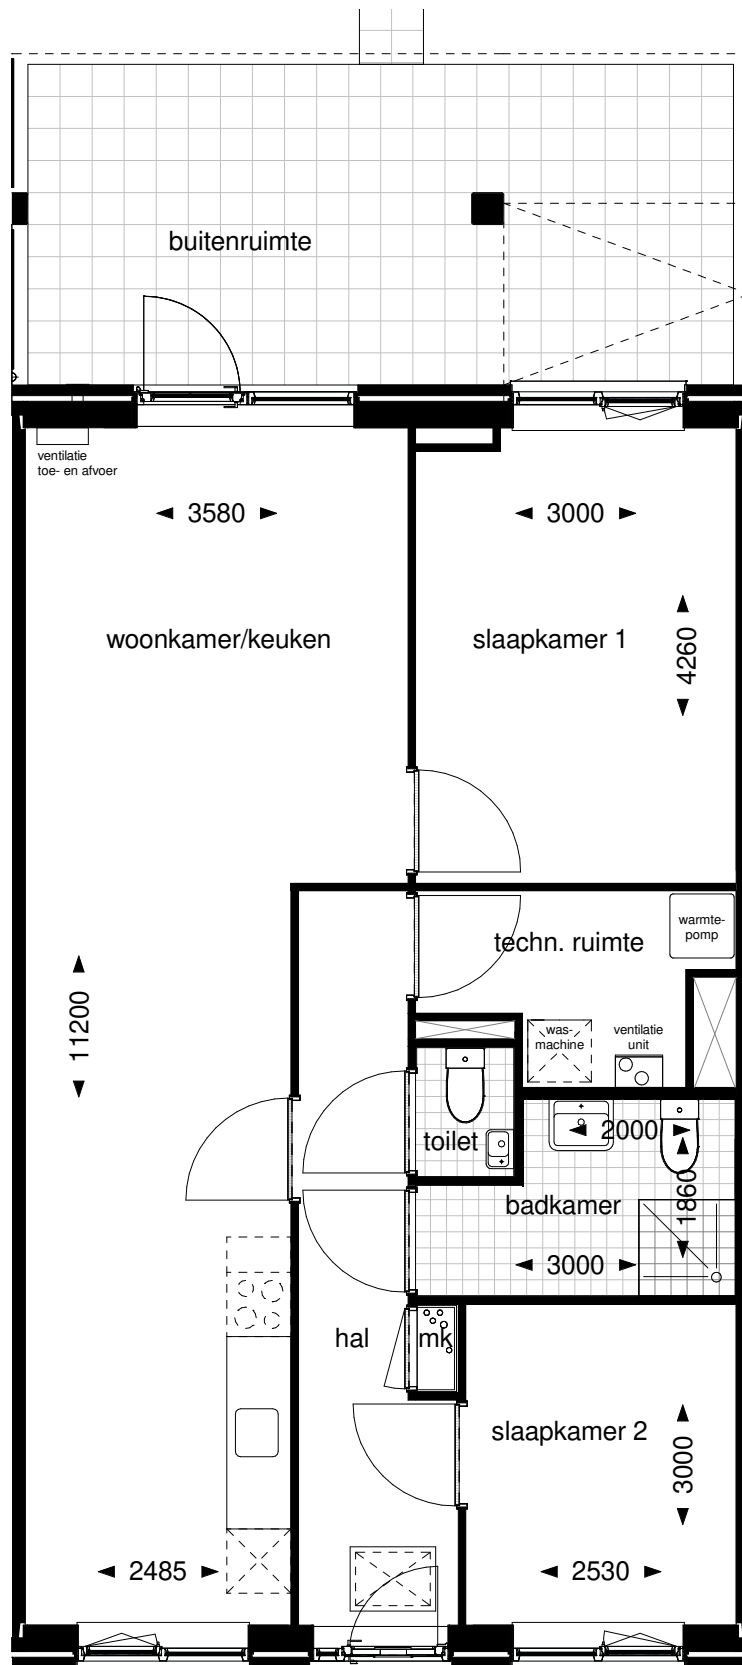 buitenruimte
ventilatie
toe- en afvoer
3580
3000
woonkamer/keuken
slaapkamer 1
4260
techn. ruimte
warmte-
pomp
11200
was-
machine
ventilatie
unit
toilet
2000
1860
badkamer
3000
hal
mk
slaapkamer 2
3000
2485
2530